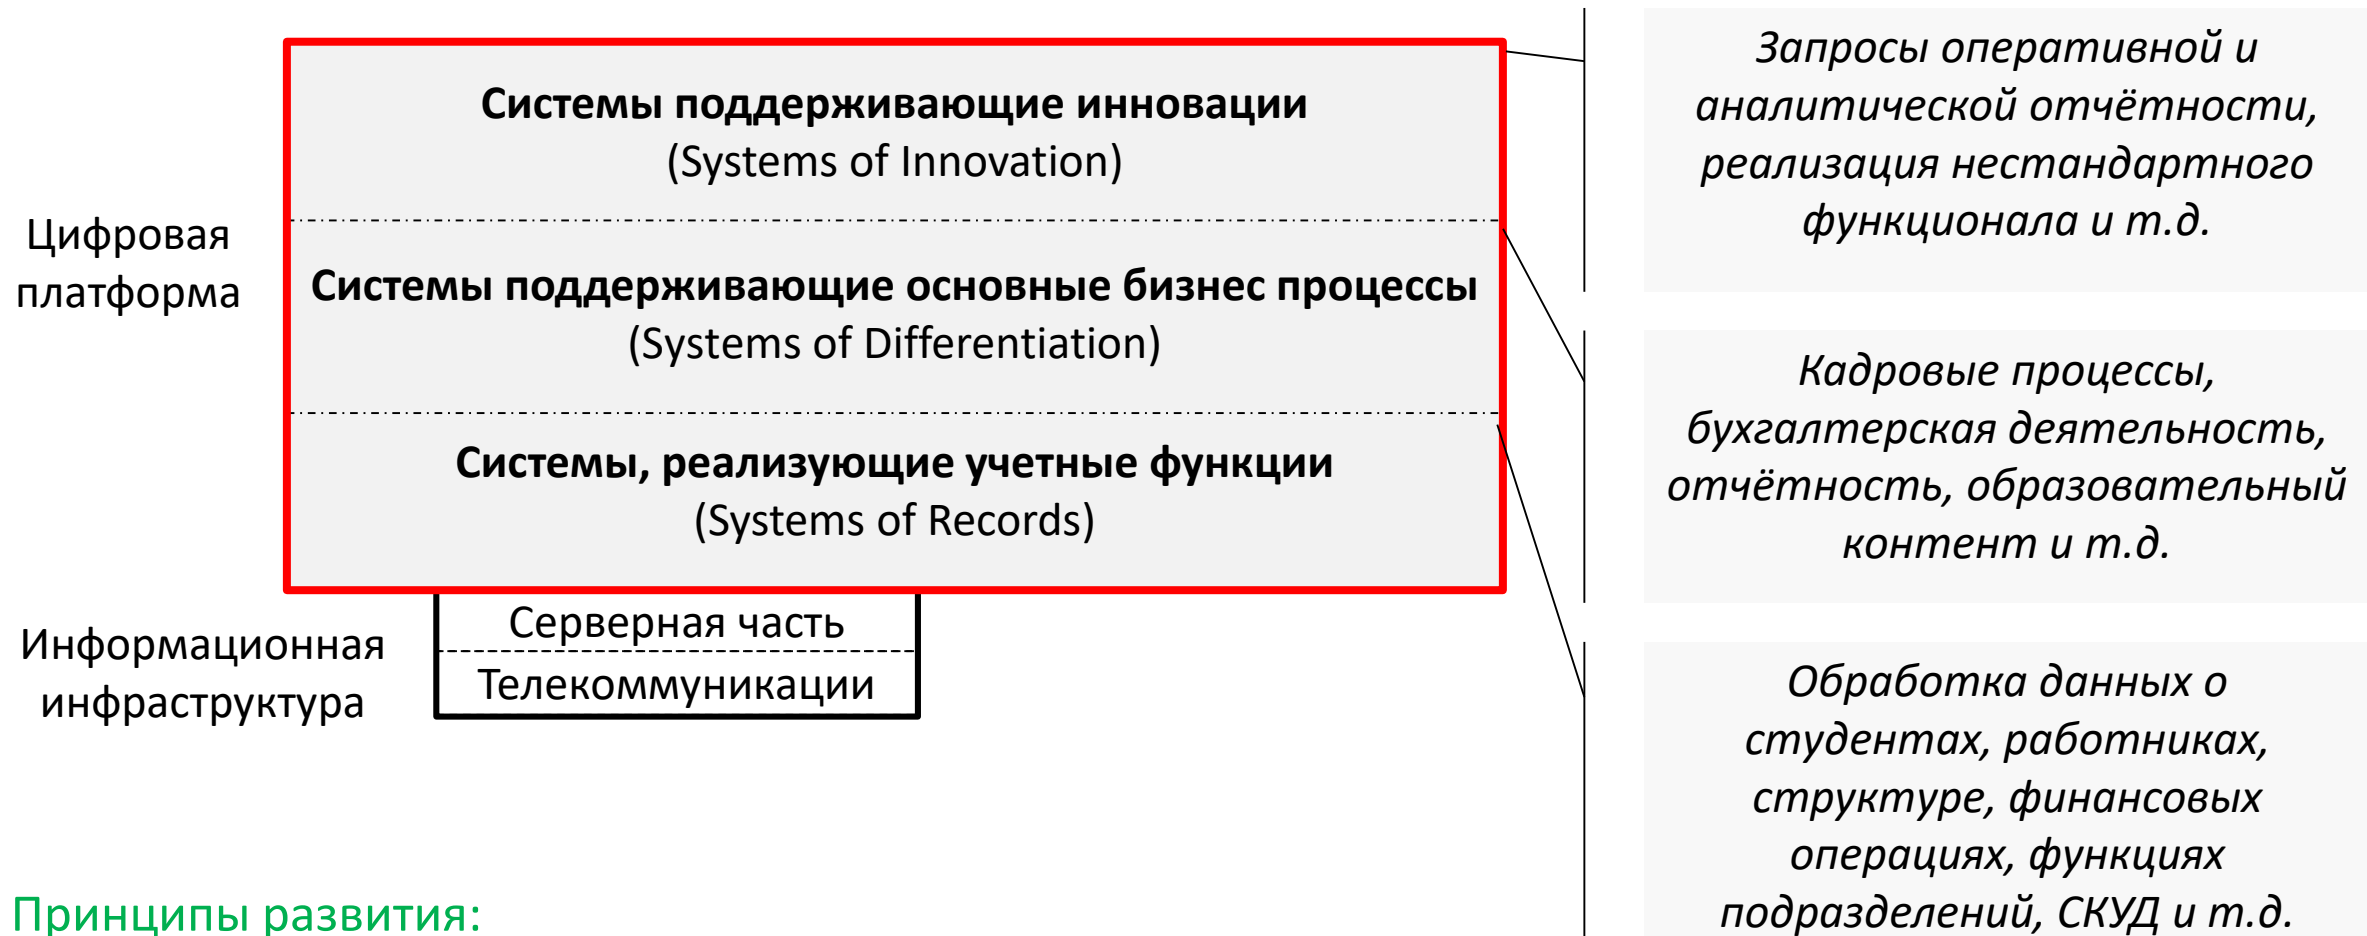 Цифровая
платформа
Системы поддерживающие инновации
(Systems of Innovation)
Системы поддерживающие основные бизнес процессы
(Systems of Differentiation)
Системы, реализующие учетные функции
(Systems of Records)
Информационная
инфраструктура
Серверная часть
Телекоммуникации
Запросы оперативной и
аналитической отчётности,
реализация нестандартного
функционала и т.д.
Кадровые процессы,
бухгалтерская деятельность,
отчётность, образовательный
контент и т.д.
Обработка данных о
студентах, работниках,
структуре, финансовых
операциях, функциях
подразделений, СКУД и т.д.
Принципы развития: